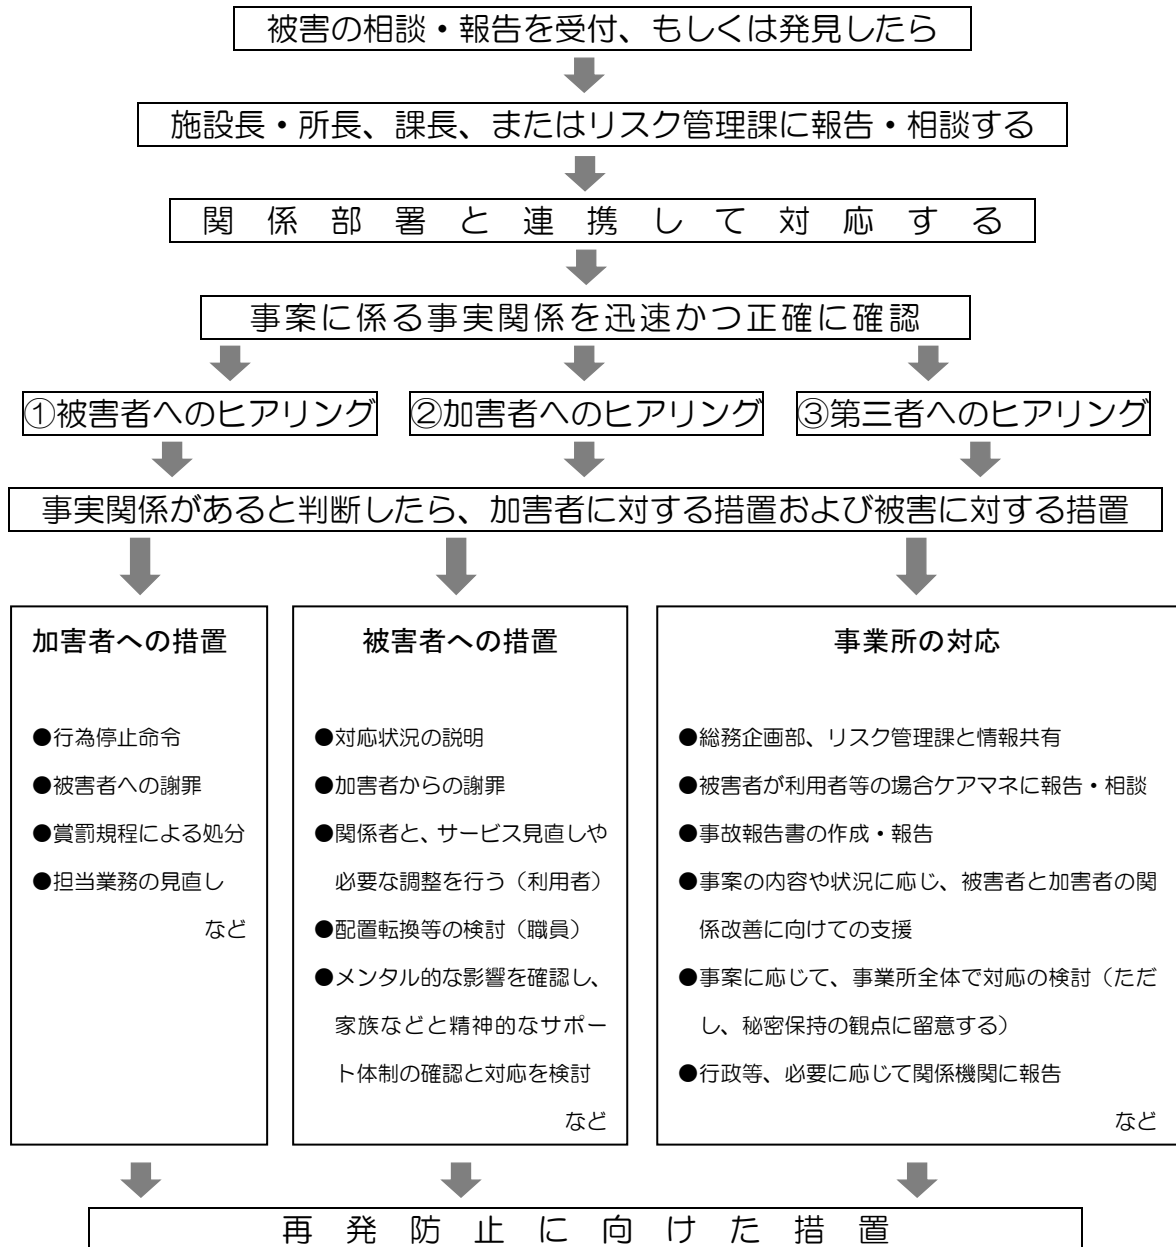 被害の相談・報告を受付、もしくは発見したら
施設長・所長、課長、またはリスク管理課に報告・相談する
関係部署と連携して対応する
事案に係る事実関係を迅速かつ正確に確認
①被害者へのヒアリング
②加害者へのヒアリング
③第三者へのヒアリング
事実関係があると判断したら、加害者に対する措置および被害に対する措置
加害者への措置
●行為停止命令
●被害者への謝罪
●賞罰規程による処分
●担当業務の見直し
など
被害者への措置
●対応状況の説明
●加害者からの謝罪
●関係者と、サービス見直しや
必要な調整を行う（利用者）
●配置転換等の検討（職員）
●メンタル的な影響を確認し、
家族などと精神的なサポー
ト体制の確認と対応を検討
など
事業所の対応
●総務企画部、リスク管理課と情報共有
●被害者が利用者等の場合ケアマネに報告・相談
●事故報告書の作成・報告
●事案の内容や状況に応じ、被害者と加害者の関
係改善に向けての支援
●事案に応じて、事業所全体で対応の検討（ただ
し、秘密保持の観点に留意する）
●行政等、必要に応じて関係機関に報告
など
再発防止に向けた措置